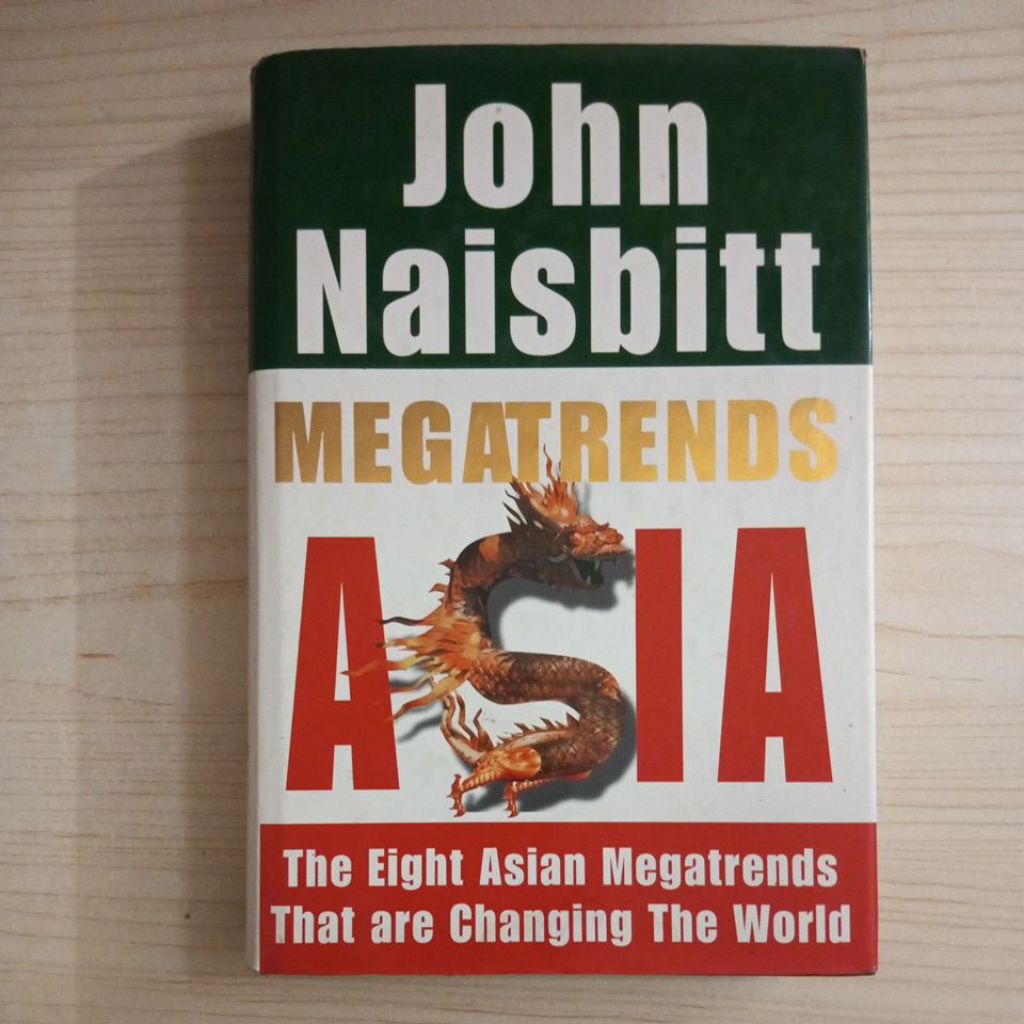 John
Naisbitt
MEGATRENDS
ASIA
The Eight Asian Megatrends
That are Changing The World